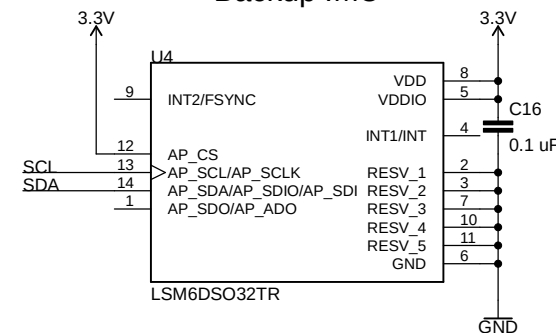 3.3V
3.3V
U4
8
VDD
9
INT2/FSYNC
VDDIO
5
C16
INT1/INT
4
0.1 uF
12
AP_CS
SCL
13
AP_SCL/AP_SCLK
RESV_1
2
SDA
14
AP_SDA/AP_SDIO/AP_SDI
RESV_2
3
1
AP_SDO/AP_ADO
RESV_3
7
RESV_4
10
RESV_5
11
GND
6
LSM6DSO32TR
GND